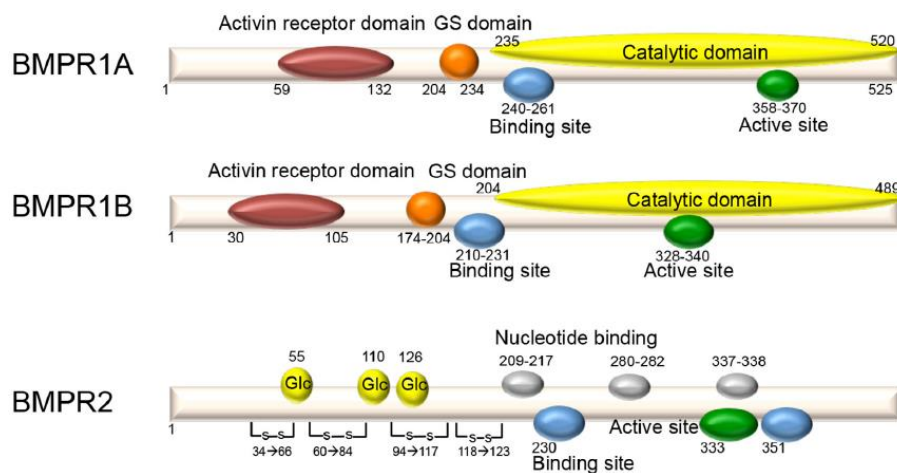 Activin receptor domain GS domain
235 520
Catalytic domain
BMPR1A
1 59 132 204 234 525
240-261 358-370
Binding site Active site
Activin receptor domain GS domain
204 489
Catalytic domain
BMPR1B
1 30 105 174-204
210-231 328-340
Binding site Active site
Nucleotide binding
55 110 126 209-217 280-282 337-338
Glc Glc Glc
BMPR2
1 Active site
S S S S S S S S 333 351
34→66 60→84 94→117 118→123 230
Binding site